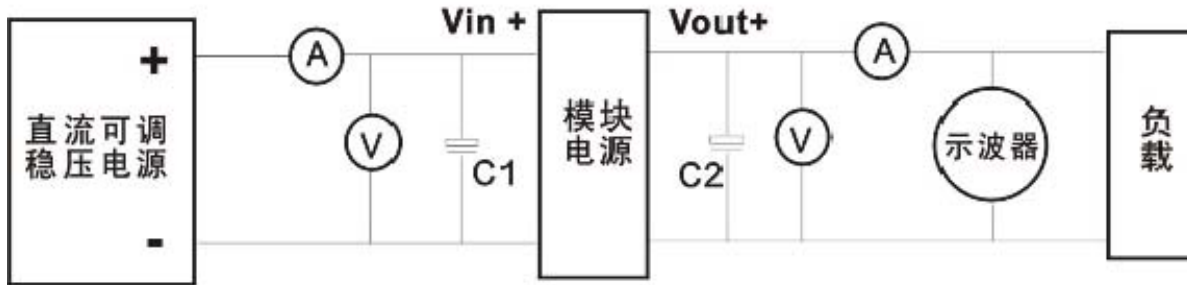 Vin +
Vout+
+
A
A
直流可调
稳压电源
V
C1
模块
电源
C2
V
示波器
负
载
-